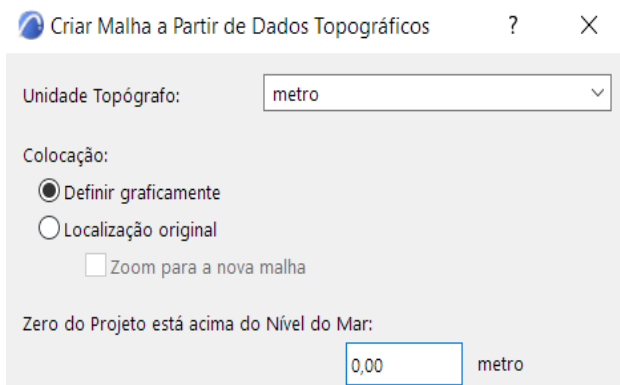 Criar Malha a Partir de Dados Topográficos ? ×
Unidade Topógrafo: metro
Colocação:
Definir graficamente
Localização original
Zoom para a nova malha
Zero do Projeto está acima do Nível do Mar:
0,00 metro